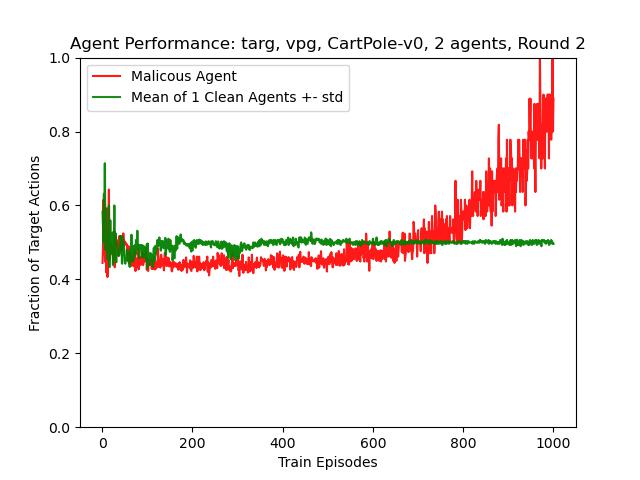 Agent Performance: targ, vpg, CartPole-v0, 2 agents, Round 2
Malicous Agent
Mean of 1 Clean Agents +- std
1.0
0.8
0.6
0.4
0.2
0.0
Fraction of Target Actions
0 200 400 600 800 1000
Train Episodes